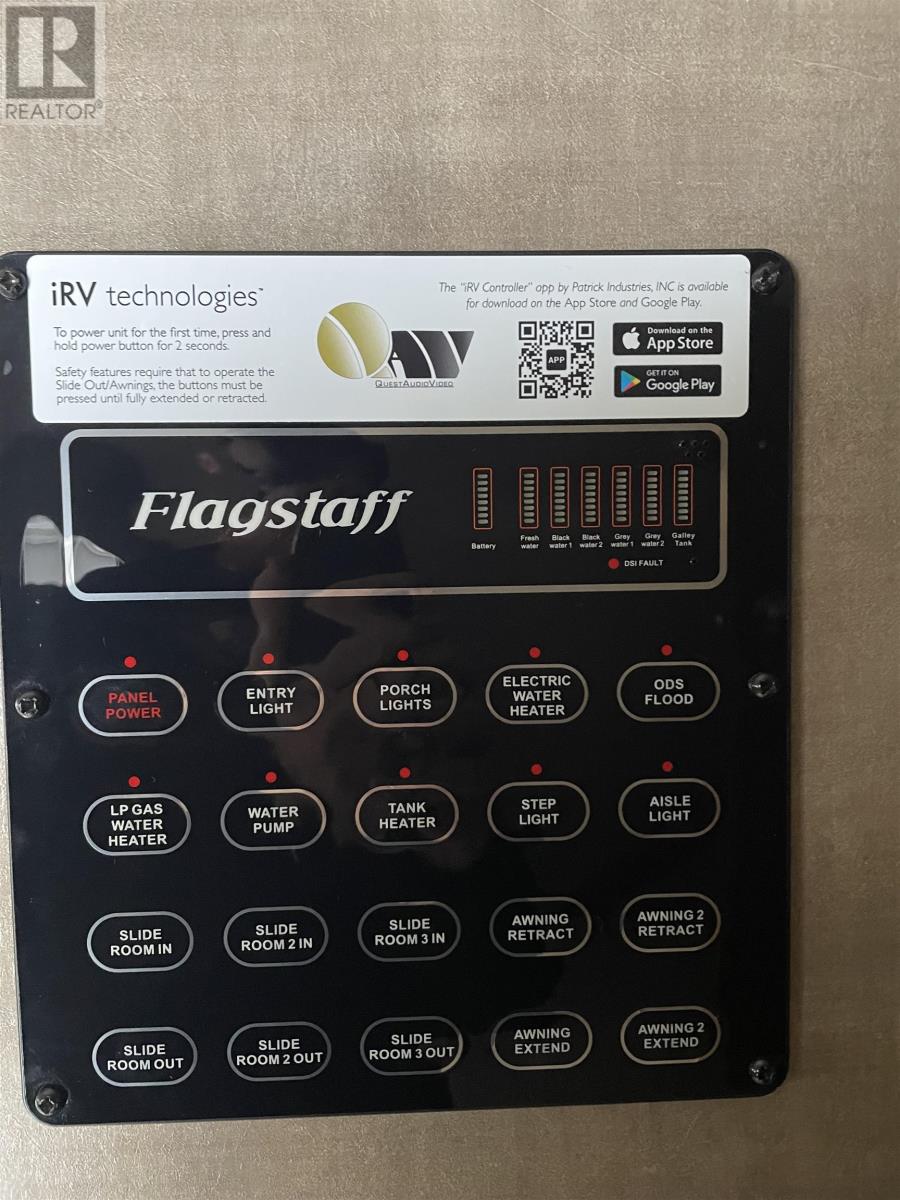 R
REALTOR®
iRV technologies™
To power unit for the first time, press and
hold power button for 2 seconds.
Safety features require that to operate the
Slide Out/Awnings, the buttons must be
pressed until fully extended or retracted.
QAV
QuestAudioVideo
The "iRV Controller" app by Patrick Industries, INC is available
for download on the App Store and Google Play.
APP
Download on the
App Store
GET IT ON
Google Play
Flagstaff
Battery
Fresh
water
Black
water 1
Black
water 2
Grey
water 1
Grey
water 2
Galley
Tank
DSI FAULT
PANEL
POWER
ENTRY
LIGHT
PORCH
LIGHTS
ELECTRIC
WATER
HEATER
ODS
FLOOD
LP GAS
WATER
HEATER
WATER
PUMP
TANK
HEATER
STEP
LIGHT
AISLE
LIGHT
SLIDE
ROOM IN
SLIDE
ROOM 2 IN
SLIDE
ROOM 3 IN
AWNING
RETRACT
AWNING 2
RETRACT
SLIDE
ROOM OUT
SLIDE
ROOM 2 OUT
SLIDE
ROOM 3 OUT
AWNING
EXTEND
AWNING 2
EXTEND